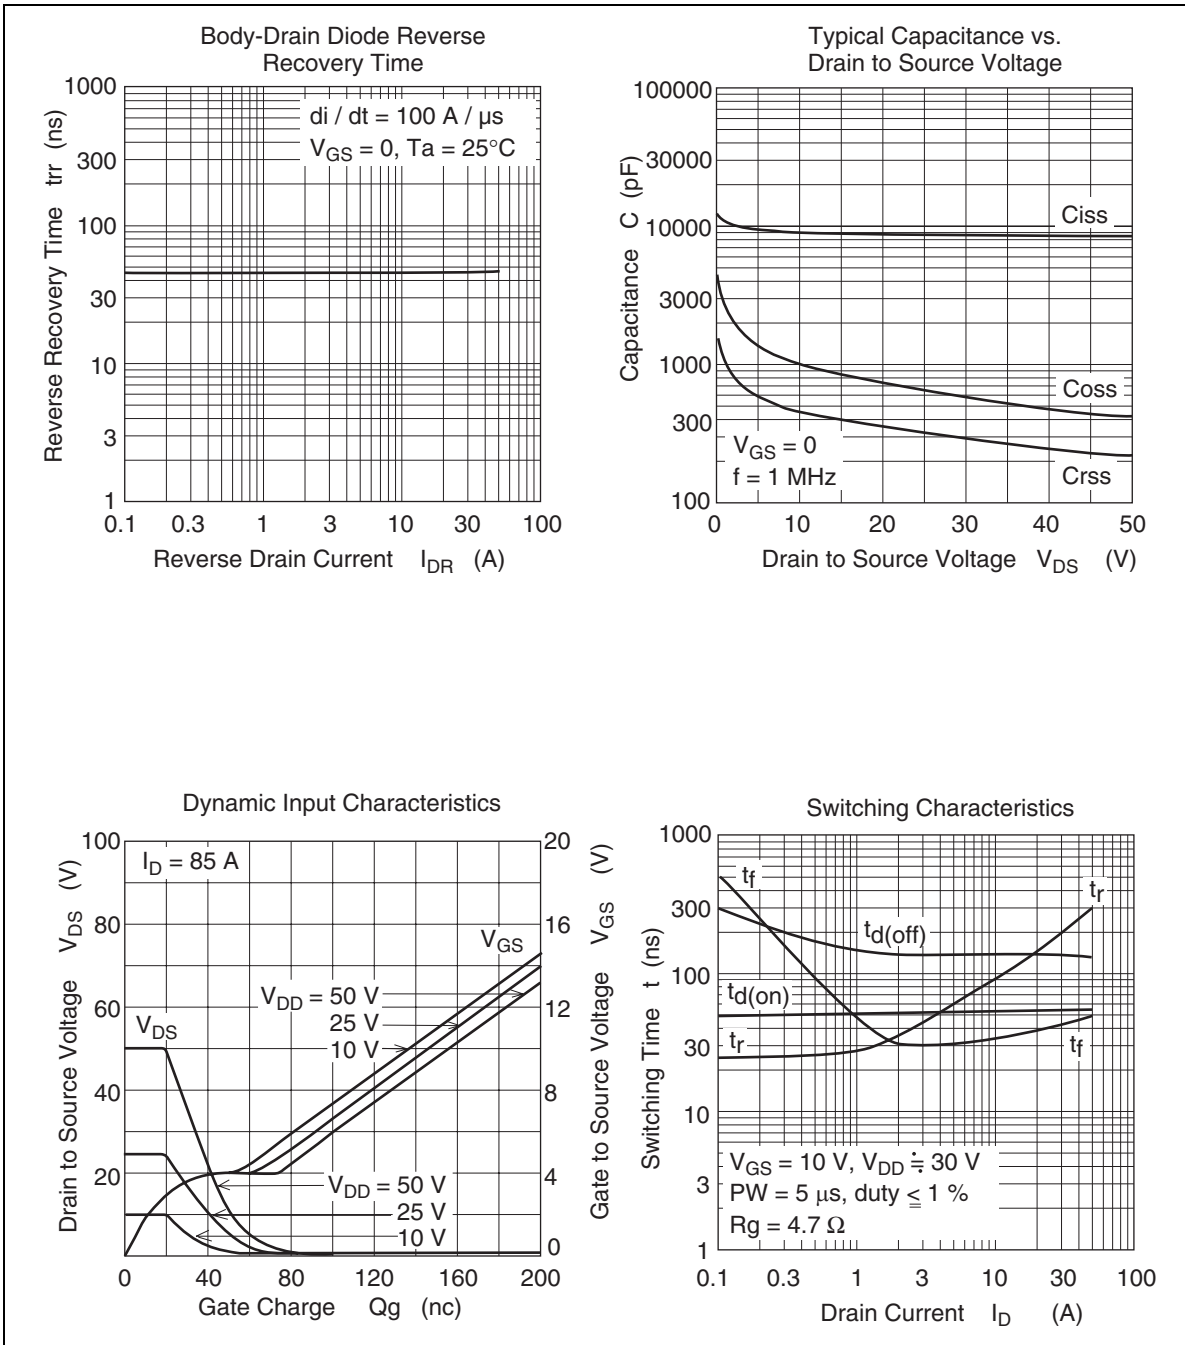 Body-Drain Diode Reverse
Recovery Time
Reverse Recovery Time trr (ns)
1000
300
100
30
10
3
1
di / dt = 100 A / µs
VGS = 0, Ta = 25°C
0.1 0.3 1 3 10 30 100
Reverse Drain Current IDR (A)
Typical Capacitance vs.
Drain to Source Voltage
Capacitance C (pF)
100000
30000
10000
3000
1000
300
100
Ciss
Coss
Crss
VGS = 0
f = 1 MHz
0 10 20 30 40 50
Drain to Source Voltage VDS (V)
Dynamic Input Characteristics
Drain to Source Voltage VDS (V)
100
80
60
40
20
0
ID = 85 A
VGS
VDD = 50 V
25 V
10 V
VDS
VDD = 50 V
25 V
10 V
20
16
12
8
4
0
Gate to Source Voltage VGS (V)
40 80 120 160 200
Gate Charge Qg (nc)
Switching Characteristics
Switching Time t (ns)
1000
300
100
30
10
3
1
tf
tr
td(off)
td(on)
tr
tf
VGS = 10 V, VDD ≒ 30 V
PW = 5 µs, duty ≦ 1 %
Rg = 4.7 Ω
0.1 0.3 1 3 10 30 100
Drain Current ID (A)